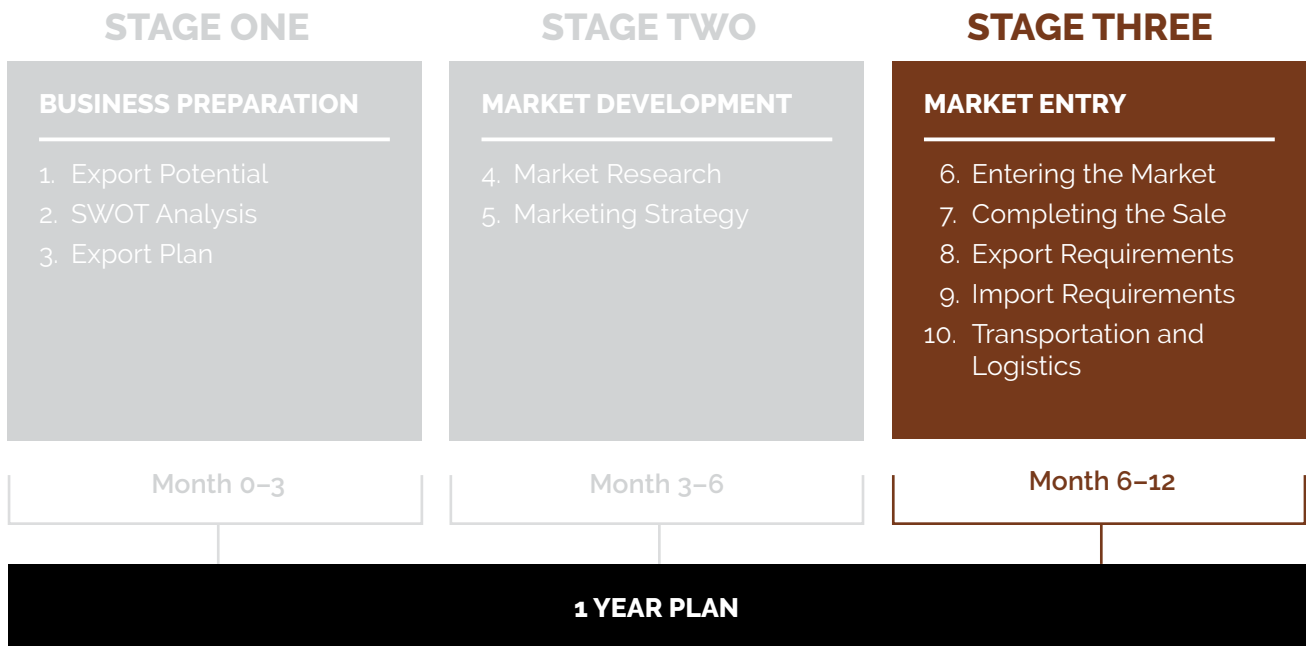 STAGE ONE
BUSINESS PREPARATION
1. Export Potential
2. SWOT Analysis
3. Export Plan
Month 0–3
STAGE TWO
MARKET DEVELOPMENT
4. Market Research
5. Marketing Strategy
Month 3–6
STAGE THREE
MARKET ENTRY
6. Entering the Market
7. Completing the Sale
8. Export Requirements
9. Import Requirements
10. Transportation and
Logistics
Month 6–12
1 YEAR PLAN